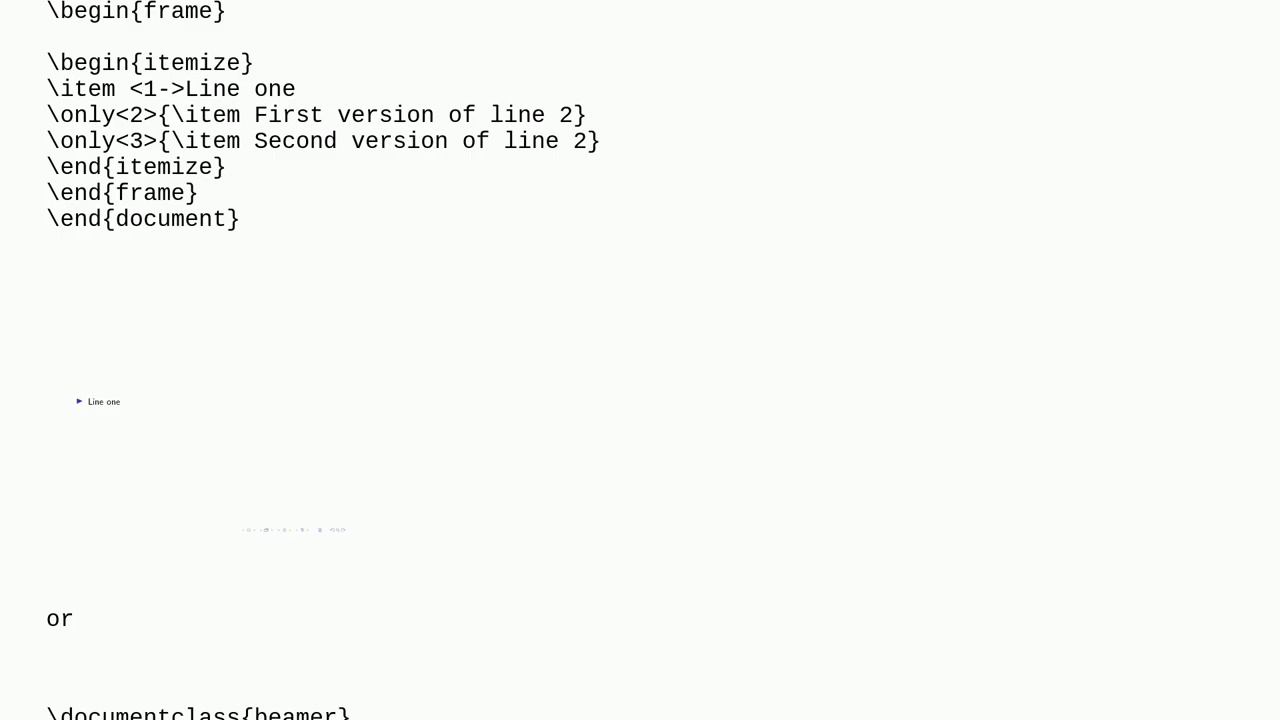 \begin{frame}
\begin{itemize}
\item <1->Line one
\only<2>{\item First version of line 2}
\only<3>{\item Second version of line 2}
\end{itemize}
\end{frame}
\end{document}
Line one
or
\documentclass{beamer}